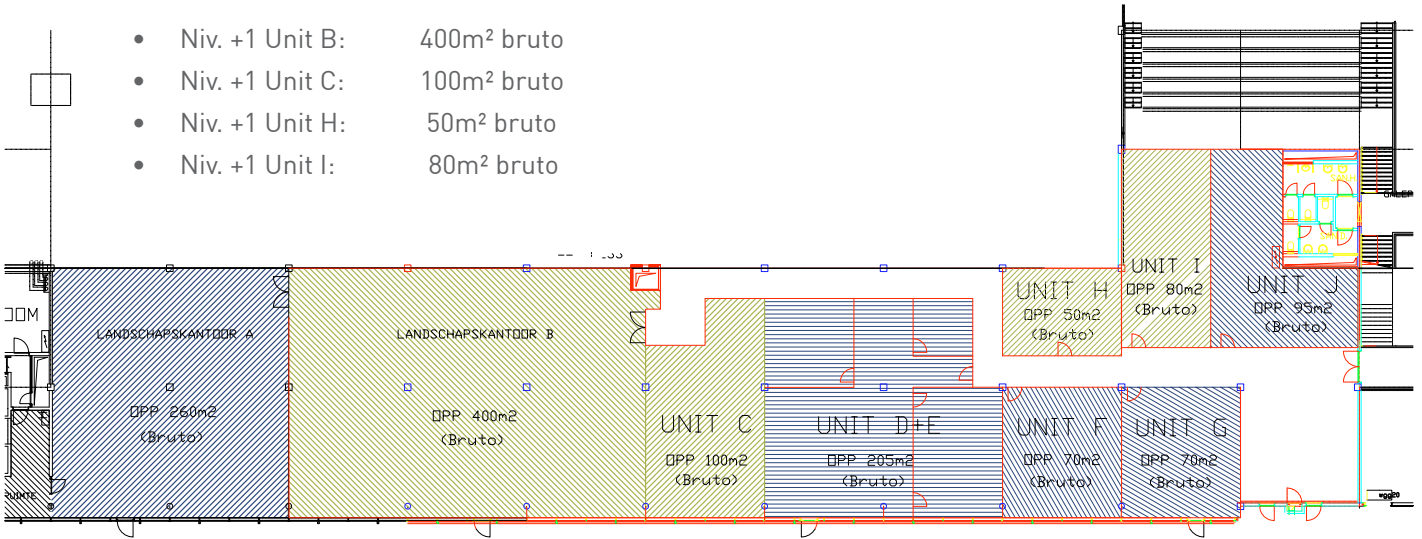 • Niv. +1 Unit B: 400m² bruto
• Niv. +1 Unit C: 100m² bruto
• Niv. +1 Unit H: 50m² bruto
• Niv. +1 Unit I: 80m² bruto
LANDSCHAPSKANTOOR A
OPP 260m2
(Bruto)
LANDSCHAPSKANTOOR B
OPP 400m2
(Bruto)
UNIT C
OPP 100m2
(Bruto)
UNIT D+E
OPP 205m2
(Bruto)
UNIT F
OPP 70m2
(Bruto)
UNIT G
OPP 70m2
(Bruto)
UNIT H
OPP 50m2
(Bruto)
UNIT I
OPP 80m2
(Bruto)
UNIT J
OPP 95m2
(Bruto)